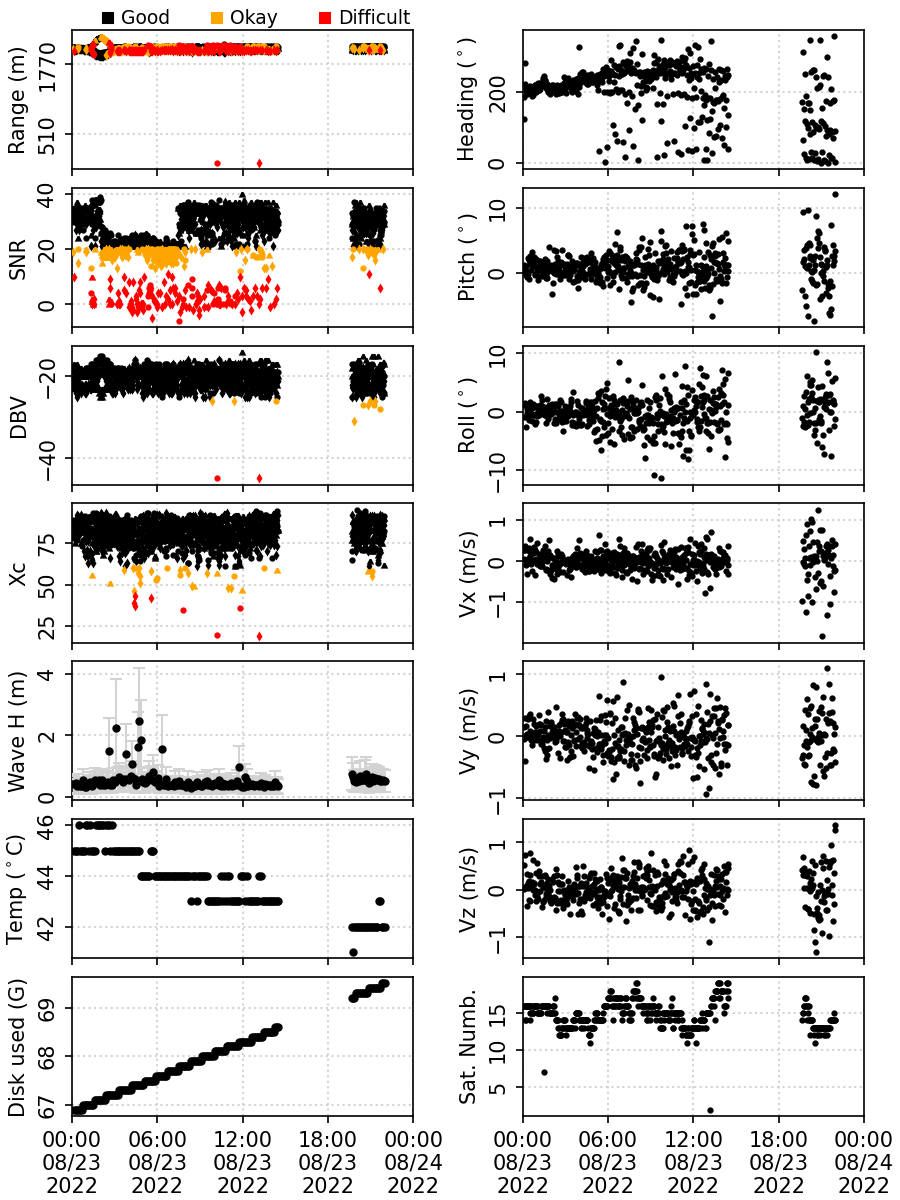 Good Okay Difficult
Range (m)
1770
510
Heading (°)
200
0
SNR
40
20
0
Pitch (°)
10
0
DBV
−20
−40
Roll (°)
10
0
−10
Xc
75
50
25
Vx (m/s)
1
0
−1
Wave H (m)
4
2
0
Vy (m/s)
1
0
−1
Temp (°C)
46
44
42
Vz (m/s)
1
0
−1
Disk used (G)
69
68
67
Sat. Numb.
15
10
5
00:00 06:00 12:00 18:00 00:00 00:00 06:00 12:00 18:00 00:00
08/23 08/23 08/23 08/23 08/24 08/23 08/23 08/23 08/23 08/24
2022 2022 2022 2022 2022 2022 2022 2022 2022 2022